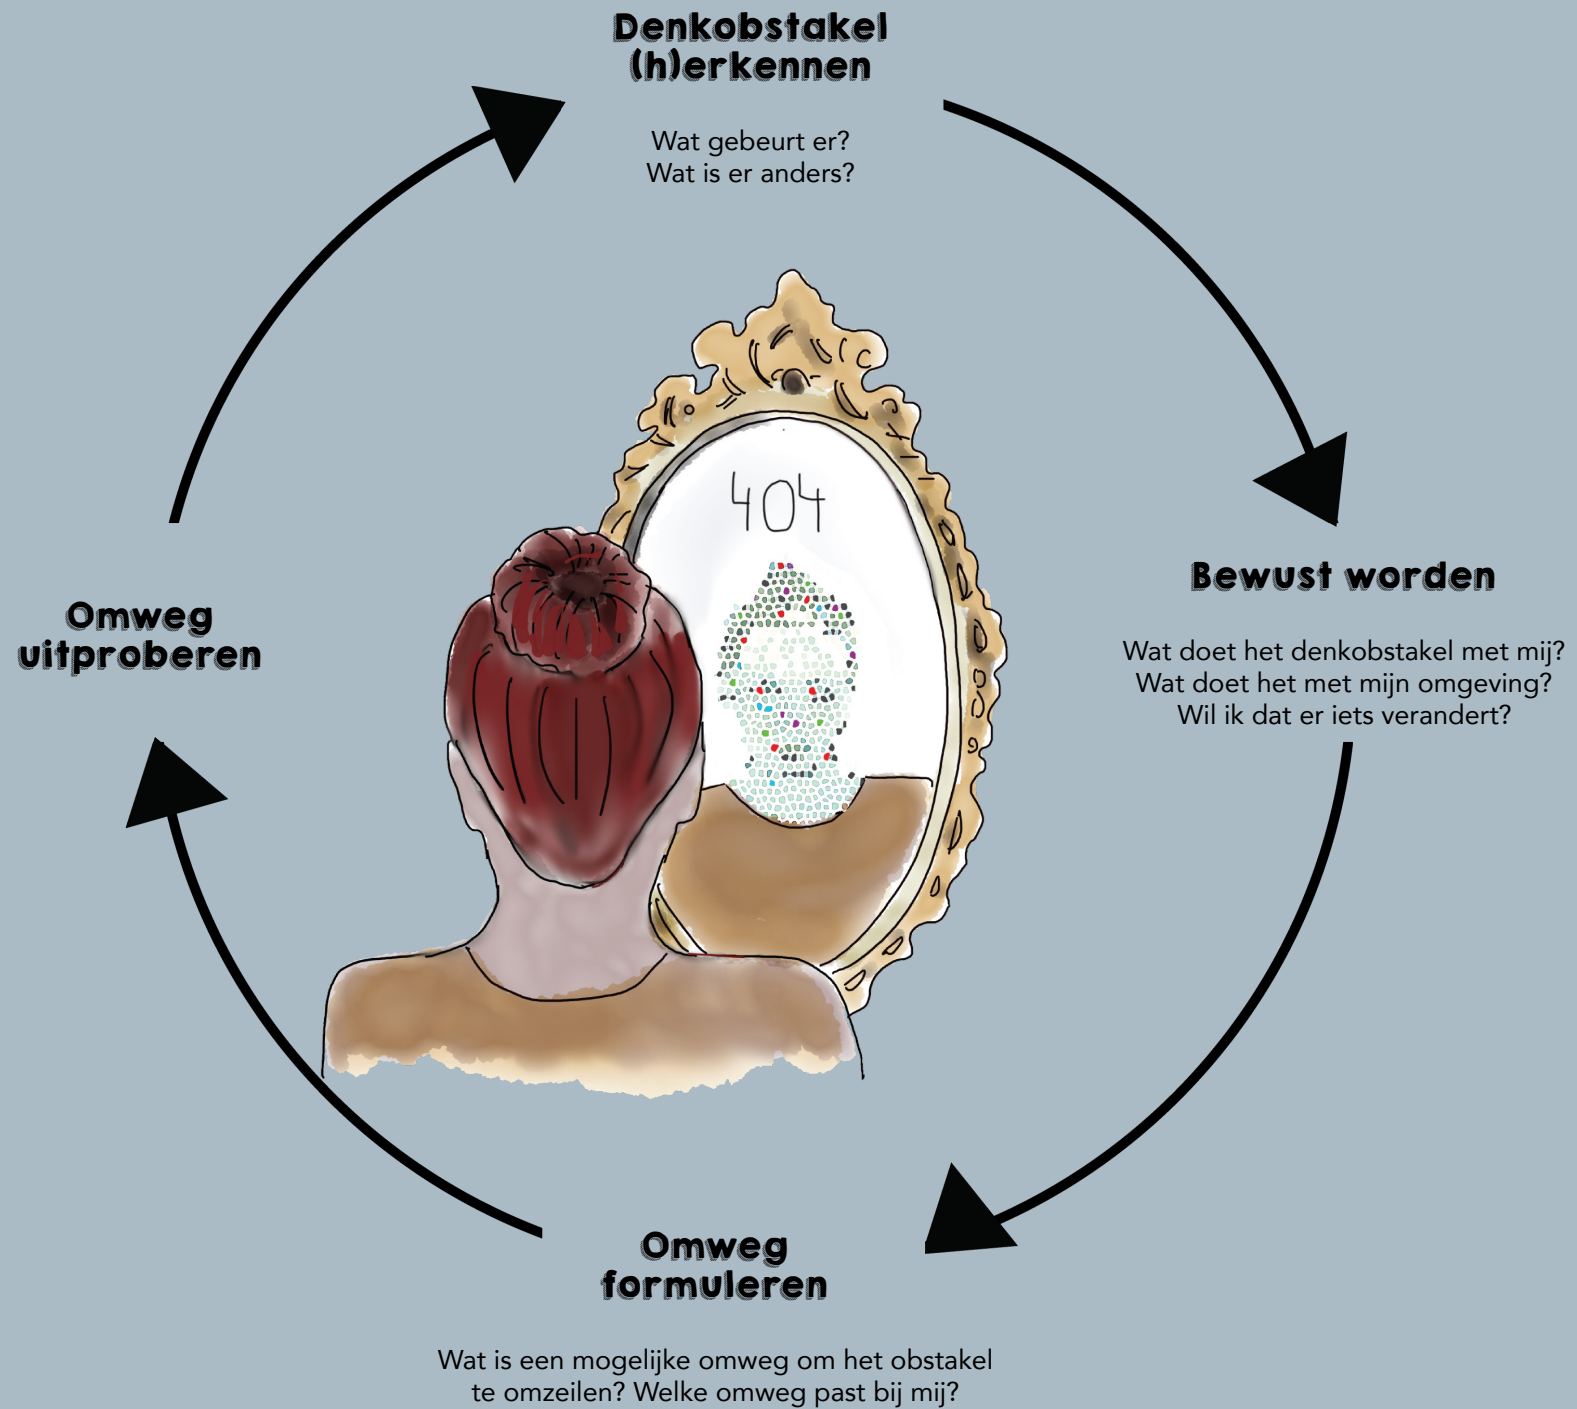 Denkobstakel
(h)erkennen
Wat gebeurt er?
Wat is er anders?
404
Bewust worden
Wat doet het denkobstakel met mij?
Wat doet het met mijn omgeving?
Wil ik dat er iets verandert?
Omweg
formuleren
Wat is een mogelijke omweg om het obstakel
te omzeilen? Welke omweg past bij mij?
Omweg
uitproberen